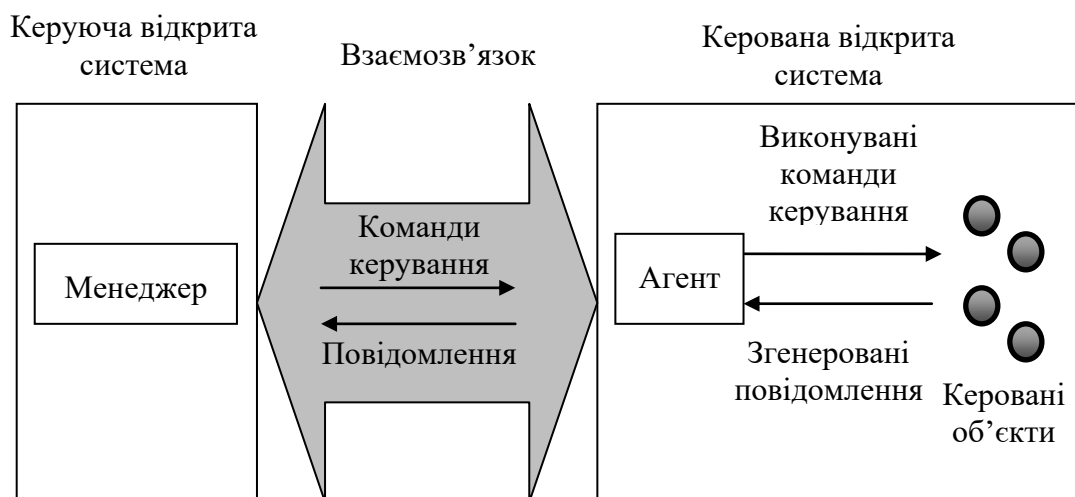 Керуюча відкрита
система
Взаємозв’язок
Керована відкрита
система
Менеджер
Команди
керування
Повідомлення
Агент
Виконувані
команди
керування
Згенеровані
повідомлення
Керовані
об’єкти